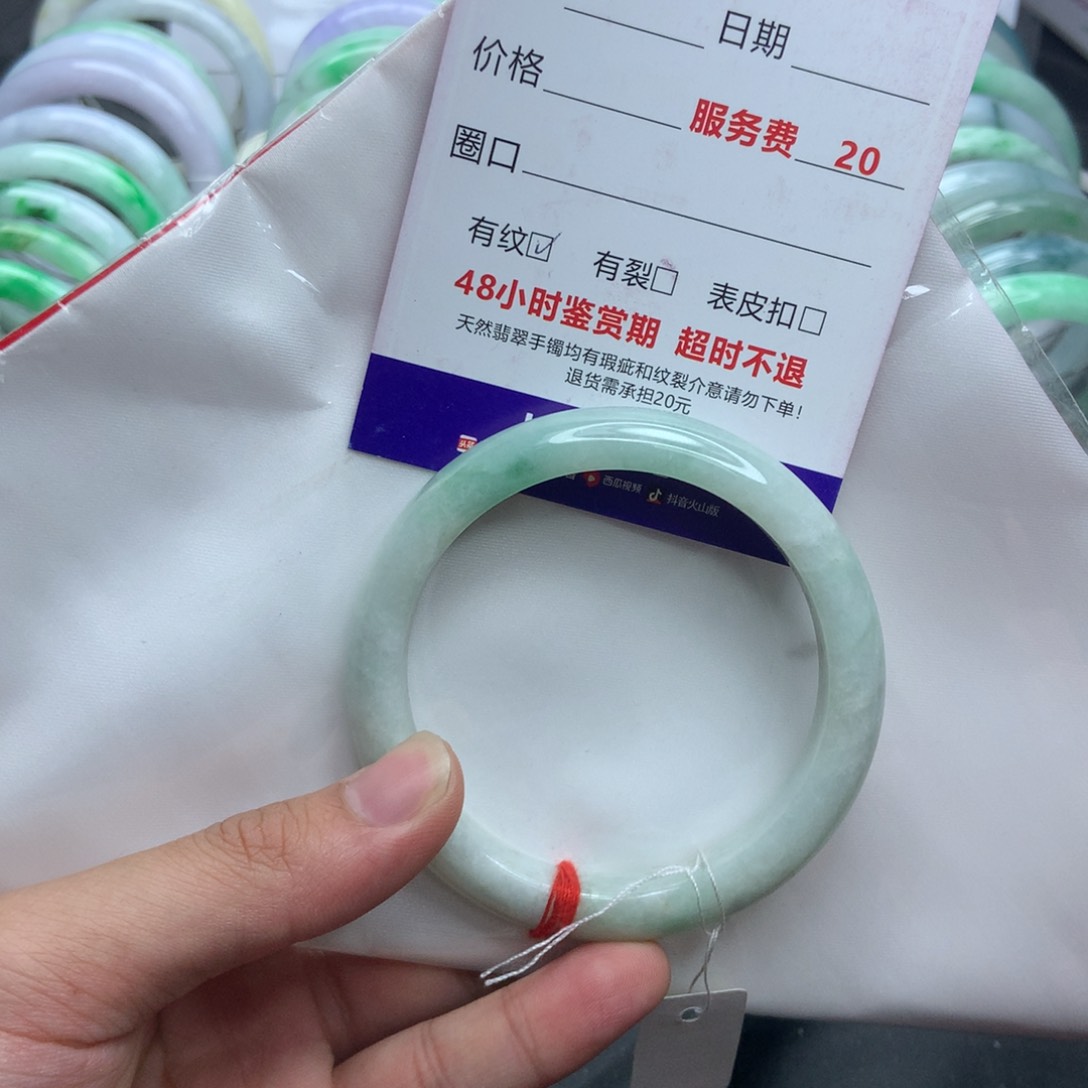 日期
价格 服务费 20
圈口
有纹☑ 有裂□ 表皮扣□
48小时鉴赏期 超时不退
天然翡翠手镯均有瑕疵和纹裂介意请勿下单!
退货需承担20元
西瓜视频 抖音火山版